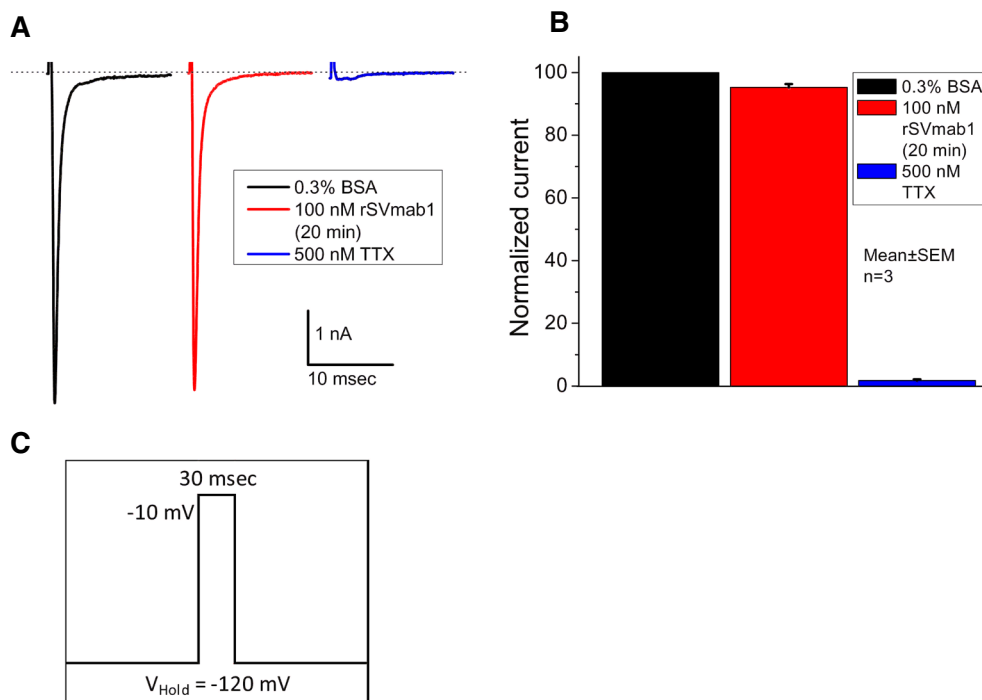 A
0.3% BSA
100 nM rSVmab1
(20 min)
500 nM TTX
1 nA
10 msec
B
Normalized current
100
80
60
40
20
0
0.3% BSA
100 nM
rSVmab1
(20 min)
500 nM
TTX
Mean±SEM
n=3
C
30 msec
-10 mV
VHold = -120 mV